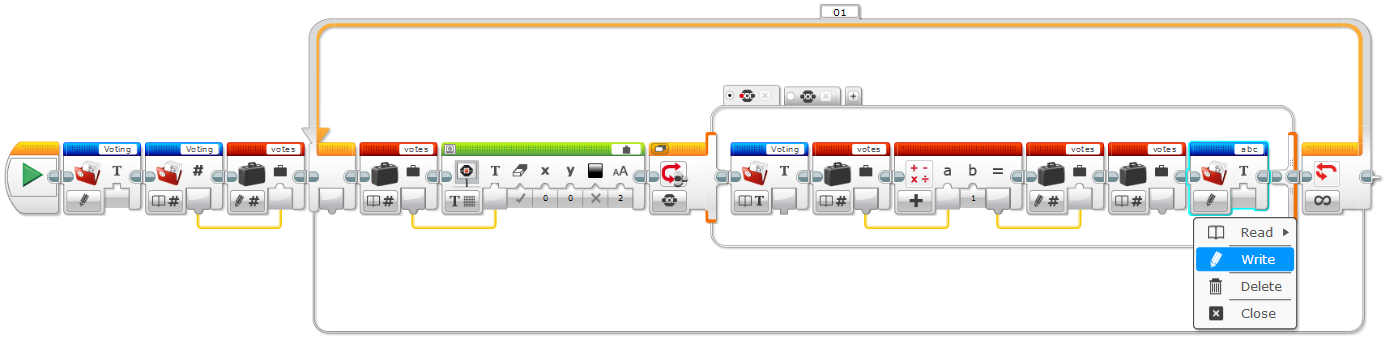 01
Voting Voting votes votes Voting votes votes votes abc
T # T x y AA T a b = T
# # # T 0 0 2 T # 1 # #
Read
Write
Delete
Close